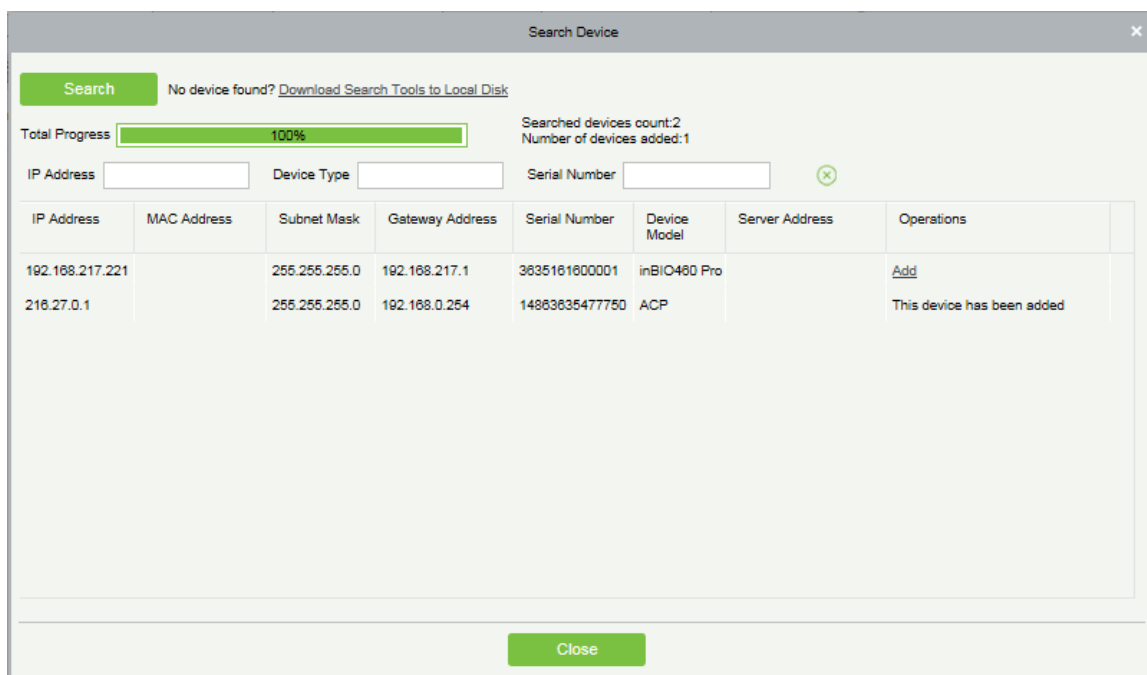 Search Device
Search No device found? Download Search Tools to Local Disk
Total Progress 100% Searched devices count:2
Number of devices added:1
IP Address Device Type Serial Number
IP Address MAC Address Subnet Mask Gateway Address Serial Number Device Model Server Address Operations
192.168.217.221 255.255.255.0 192.168.217.1 3635161600001 inBIO460 Pro Add
216.27.0.1 255.255.255.0 192.168.0.254 14863635477750 ACP This device has been added
Close